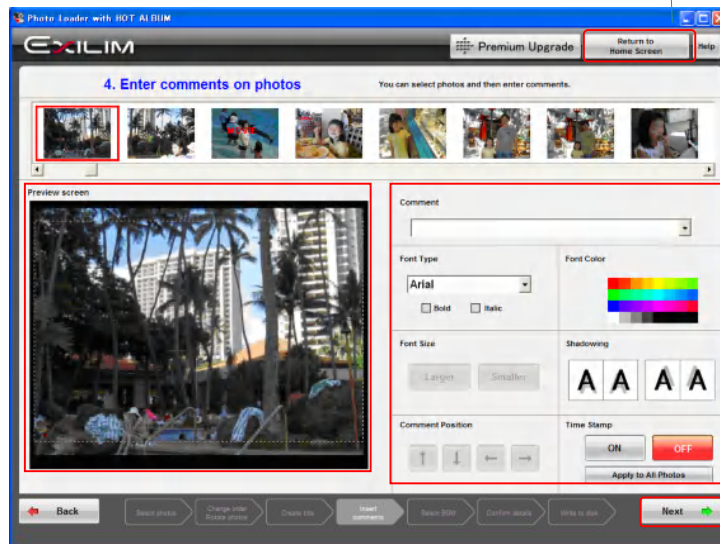 Photo Loader with HOT ALBUM
EXILIM
Premium Upgrade
Return to
Home Screen
Help
4. Enter comments on photos
You can select photos and then enter comments.
Preview screen
Comment
Font Type
Font Color
Arial
Bold
Italic
Font Size
Shadowing
Larger
Smaller
A A A A
Comment Position
Time Stamp
ON
OFF
Apply to All Photos
Back
Select photos
Change order
Rotate photos
Create title
Insert
comments
Select BGM
Confirm details
Write to disk
Next